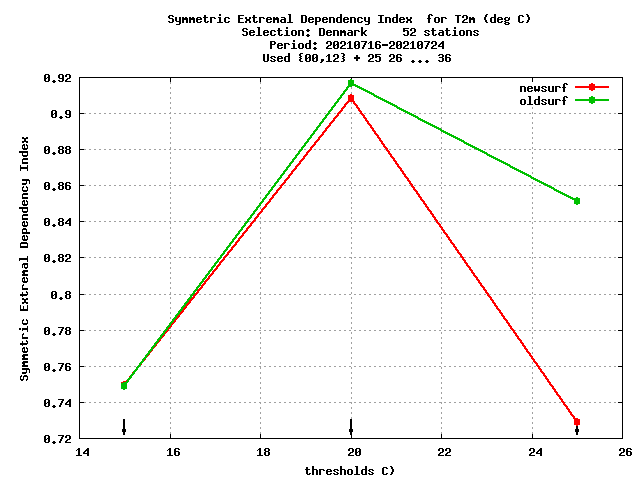 Symmetric Extremal Dependency Index  for T2m (deg C)
Selection: Denmark     52 stations
Period: 20210716-20210724
Used {00,12} + 25 26 ... 36
newsurf
oldsurf
Symmetric Extremal Dependency Index
0.92
0.9
0.88
0.86
0.84
0.82
0.8
0.78
0.76
0.74
0.72
14 16 18 20 22 24 26
thresholds C)